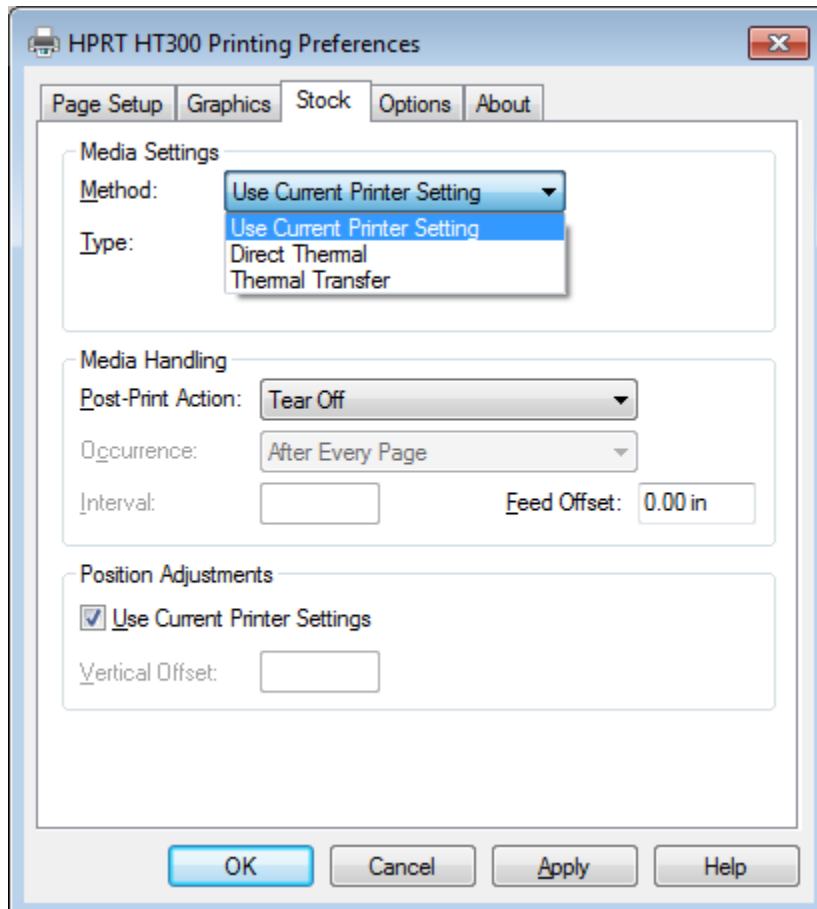 HPRT HT300 Printing Preferences
Page Setup Graphics Stock Options About
Media Settings
Method: Use Current Printer Setting
Use Current Printer Setting
Type: Direct Thermal
Thermal Transfer
Media Handling
Post-Print Action: Tear Off
Occurrence: After Every Page
Interval: Feed Offset: 0.00 in
Position Adjustments
Use Current Printer Settings
Vertical Offset:
OK Cancel Apply Help